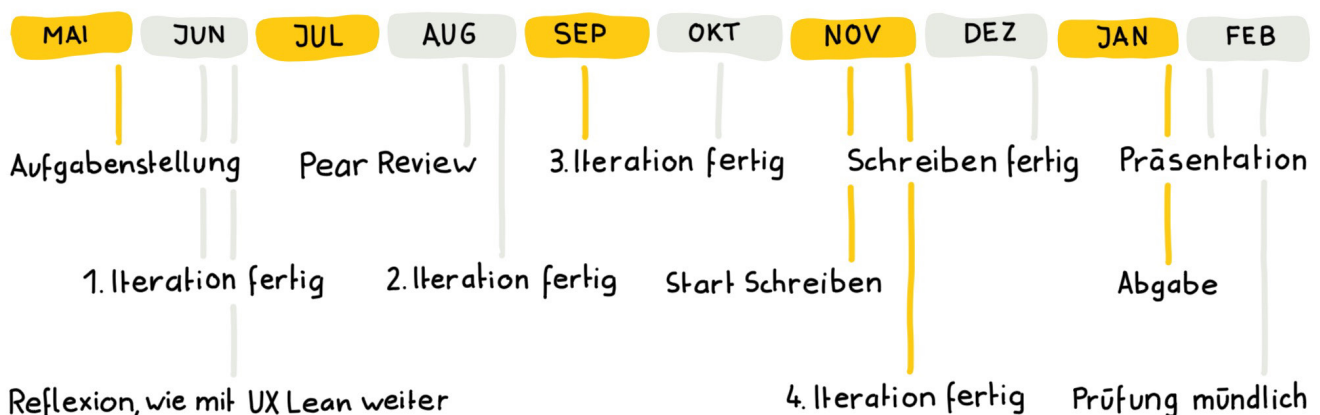 MAI JUN JUL AUG SEP OKT NOV DEZ JAN FEB
Aufgabenstellung Pear Review 3. Iteration fertig Schreiben fertig Präsentation
1. Iteration fertig 2. Iteration fertig Start Schreiben Abgabe
Reflexion, wie mit UX Lean weiter 4. Iteration fertig Prüfung mündlich